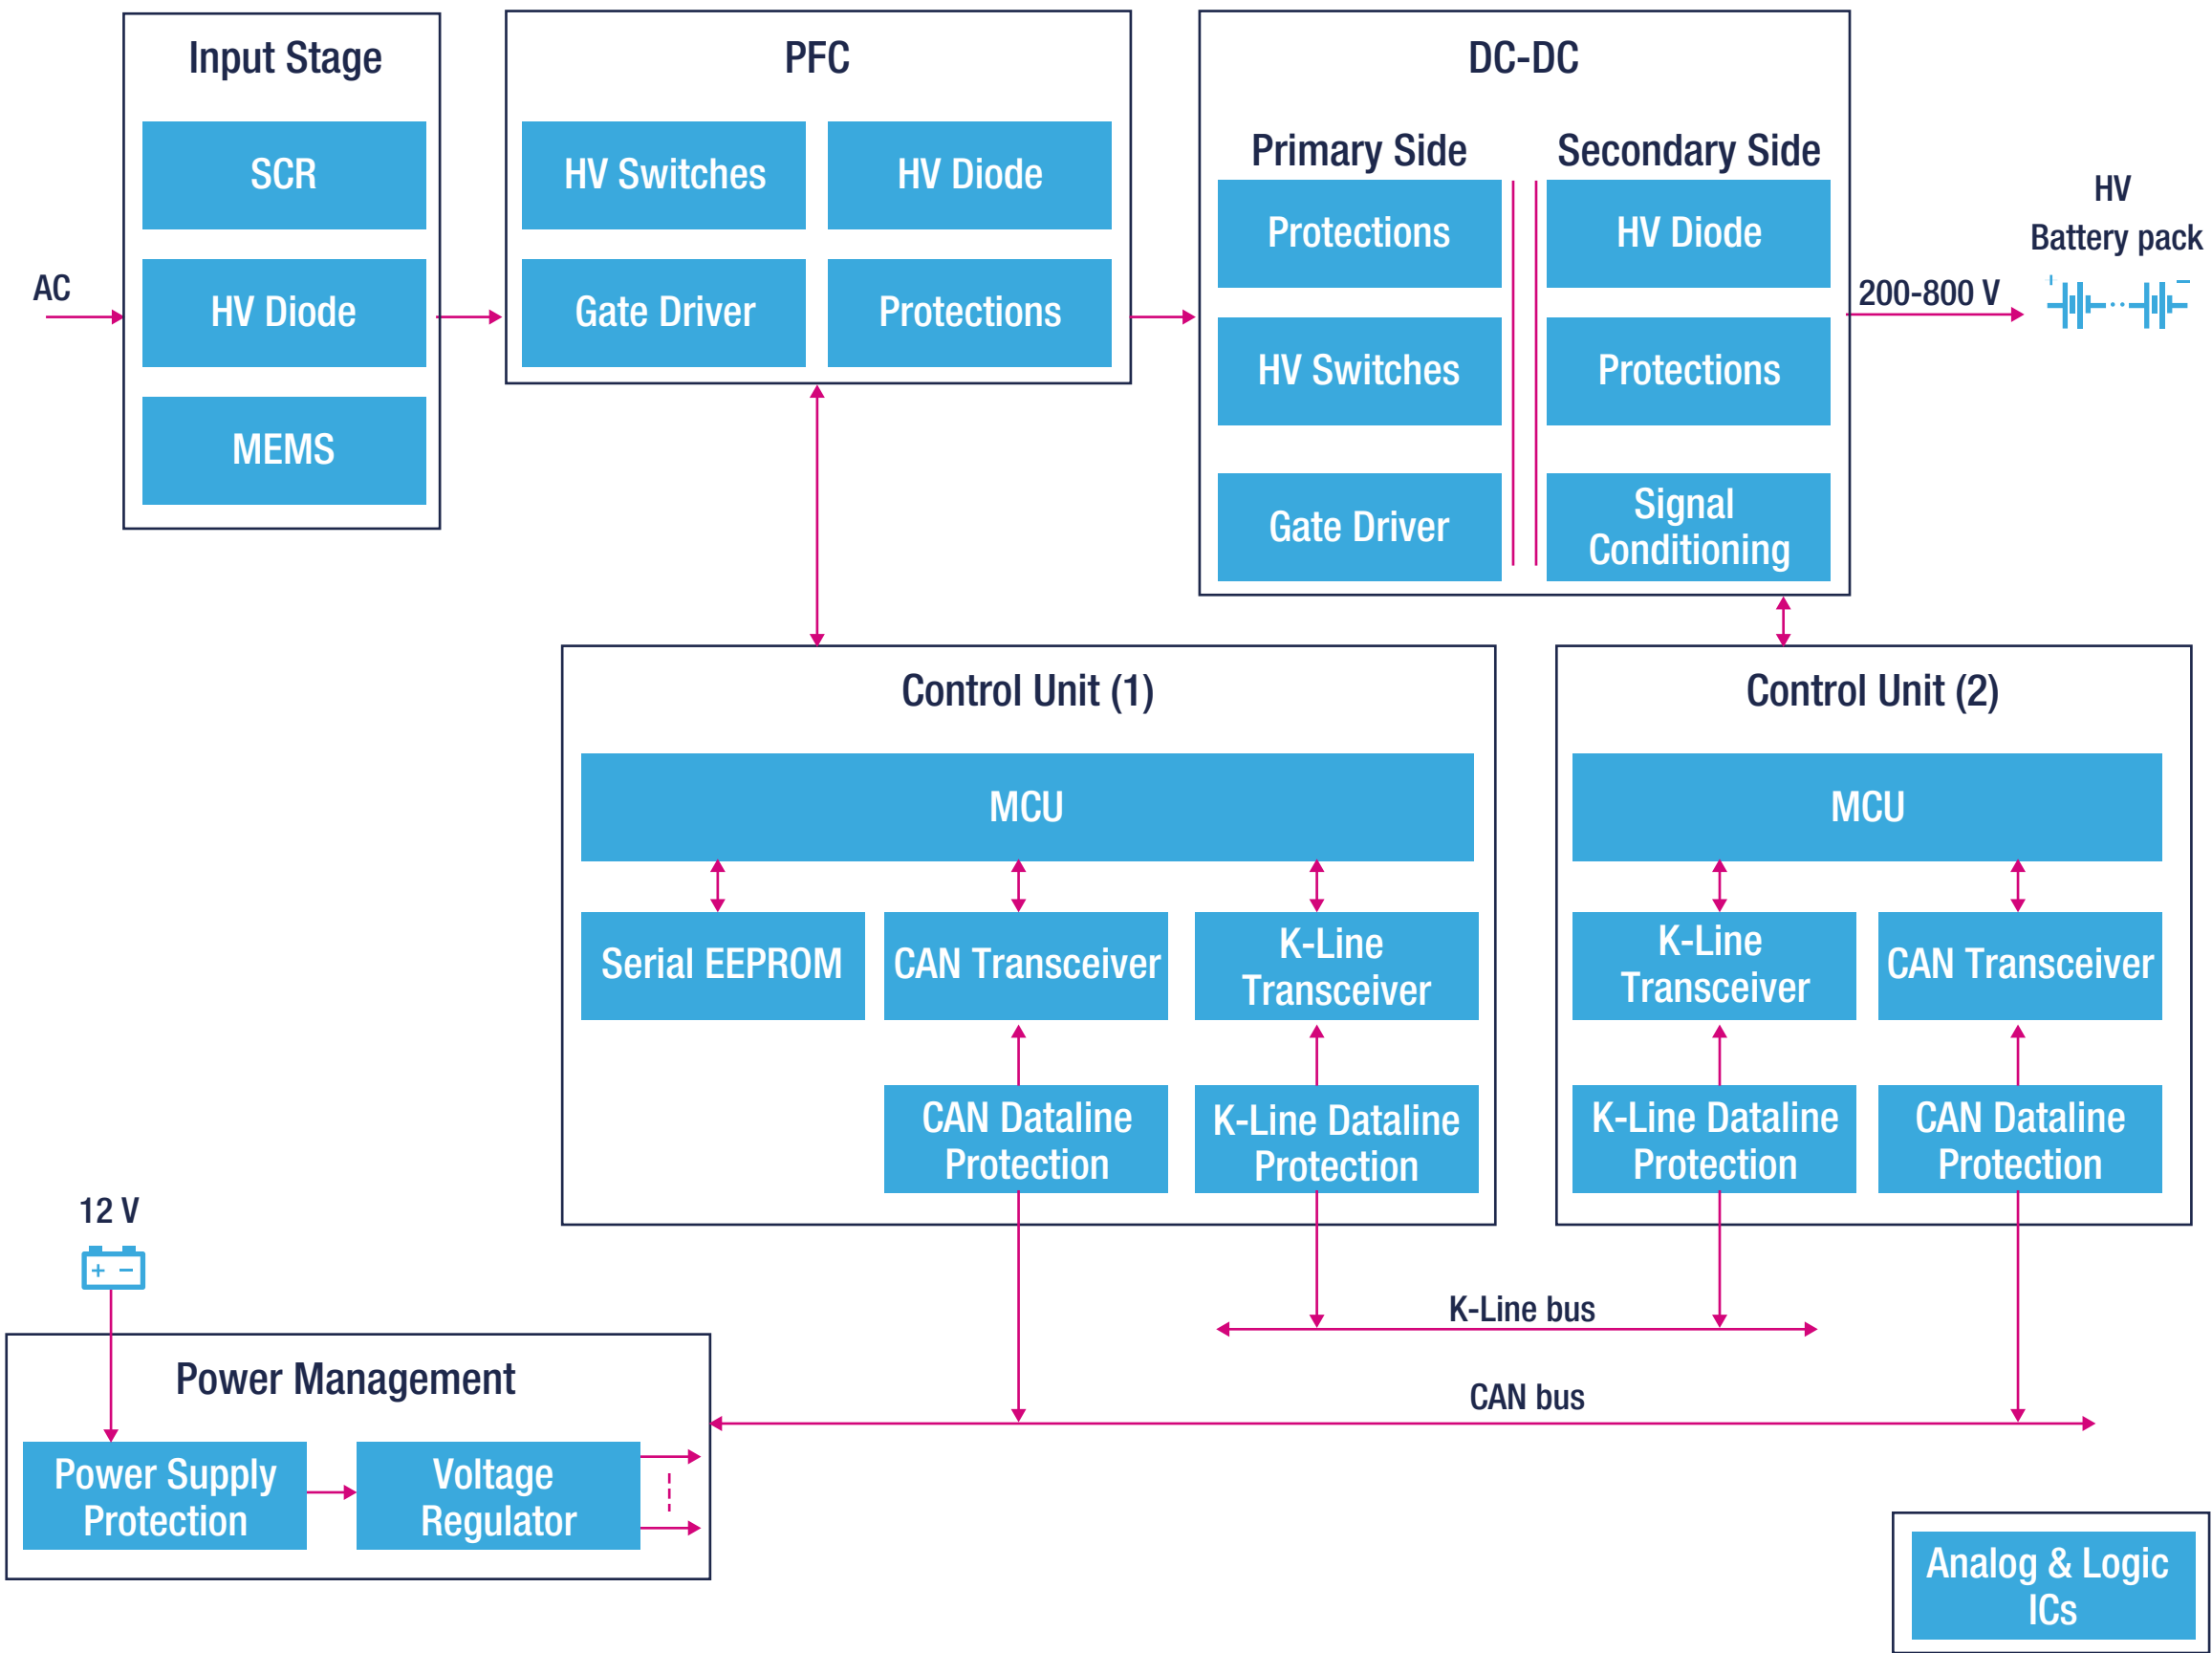 Input Stage
SCR
HV Diode
MEMS
AC
PFC
HV Switches
HV Diode
Gate Driver
Protections
DC-DC
Primary Side
Secondary Side
Protections
HV Diode
HV Switches
Protections
Gate Driver
Signal
Conditioning
200-800 V
HV
Battery pack
Control Unit (1)
MCU
Serial EEPROM
CAN Transceiver
K-Line
Transceiver
CAN Dataline
Protection
K-Line Dataline
Protection
Control Unit (2)
MCU
K-Line
Transceiver
CAN Transceiver
K-Line Dataline
Protection
CAN Dataline
Protection
K-Line bus
CAN bus
12 V
Power Management
Power Supply
Protection
Voltage
Regulator
Analog & Logic
ICs